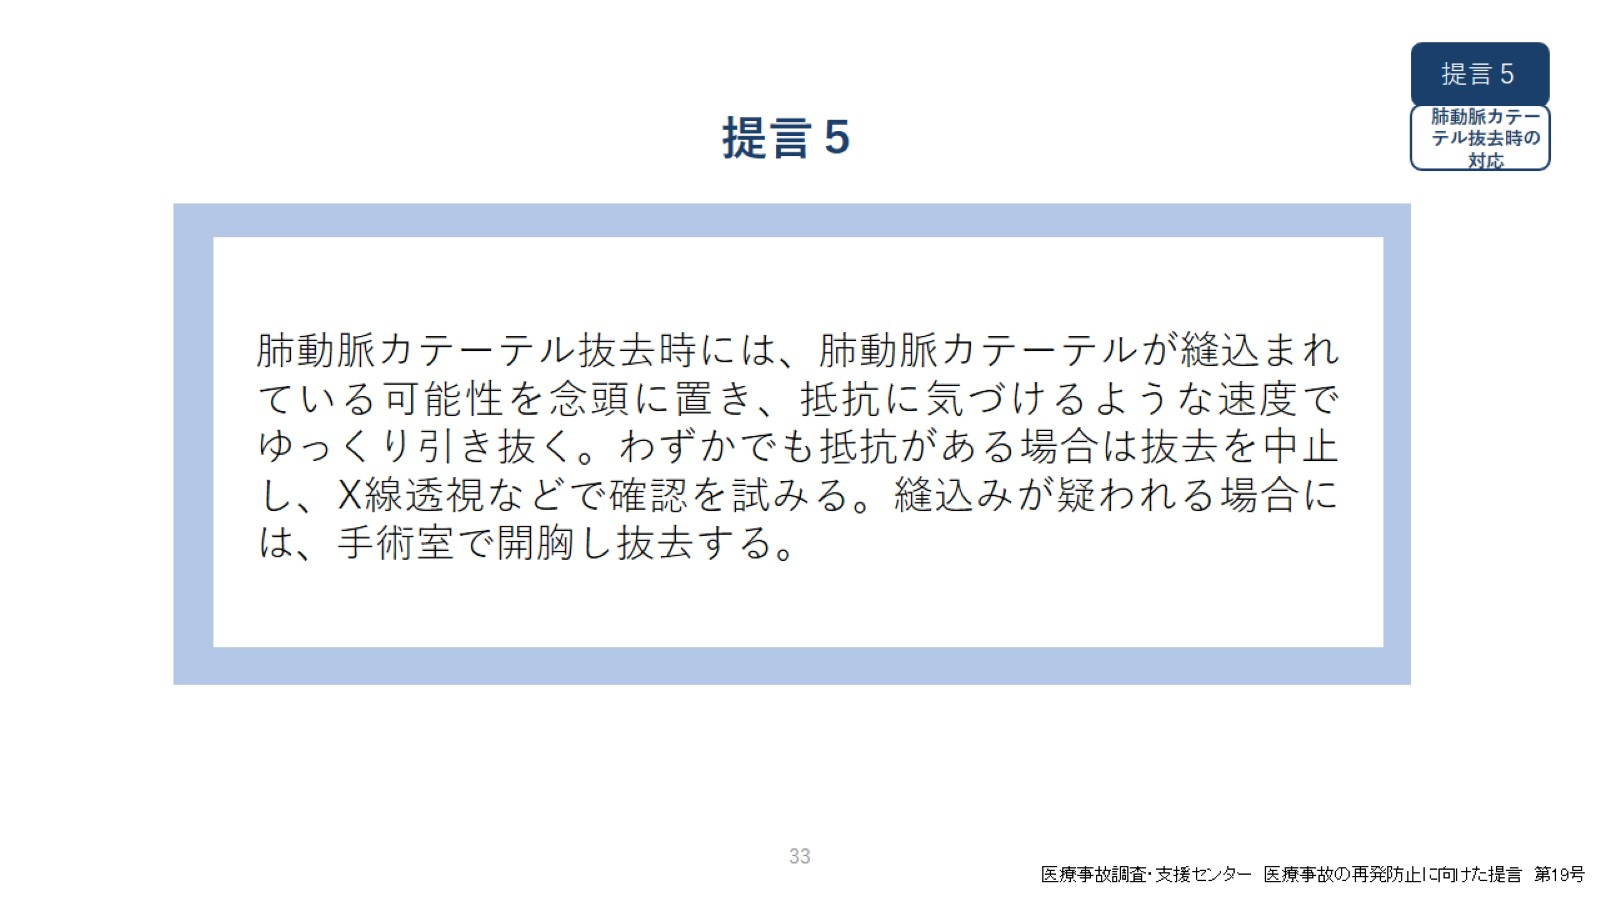 提言５
肺動脈カテー
テル抜去時の
対応
提言５
肺動脈カテーテル抜去時には、肺動脈カテーテルが縫込まれ
ている可能性を念頭に置き、抵抗に気づけるような速度で
ゆっくり引き抜く。わずかでも抵抗がある場合は抜去を中止
し、X線透視などで確認を試みる。縫込みが疑われる場合に
は、手術室で開胸し抜去する。
33
医療事故調査・支援センター　医療事故の再発防止に向けた提言　第19号